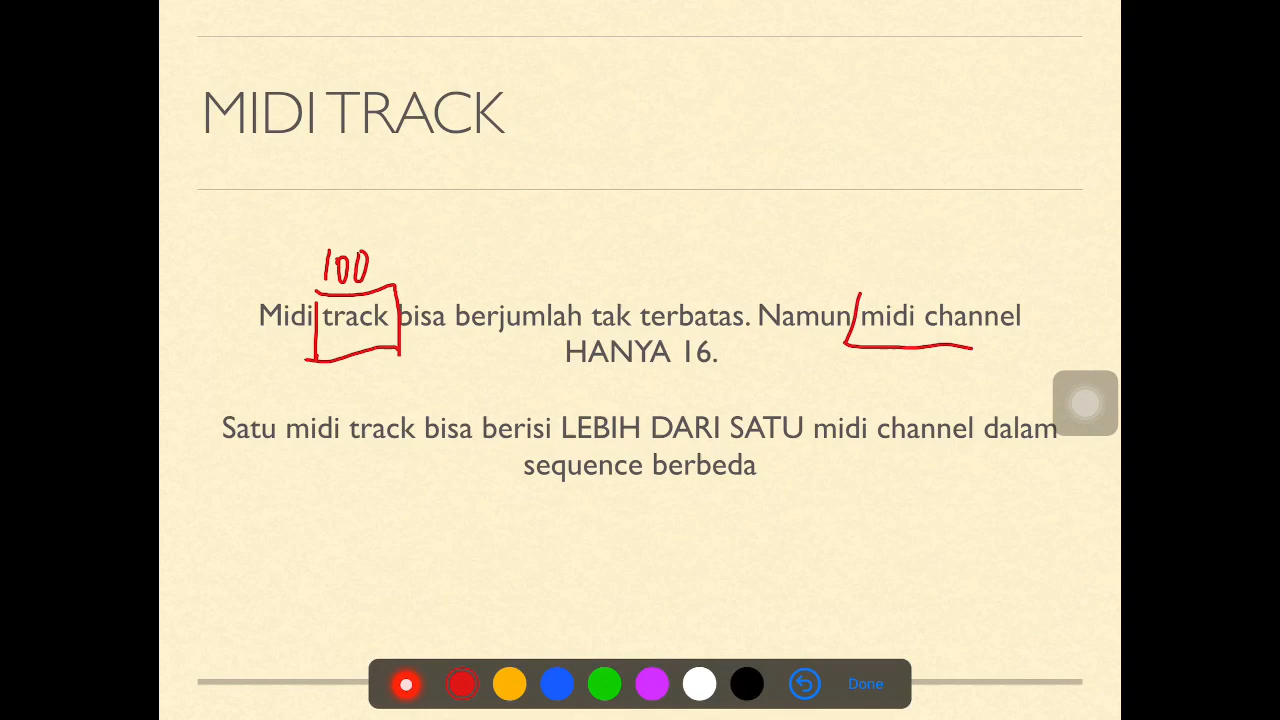 MIDI TRACK
100
Midi track bisa berjumlah tak terbatas. Namun midi channel
HANYA 16.
Satu midi track bisa berisi LEBIH DARI SATU midi channel dalam
sequence berbeda
Done